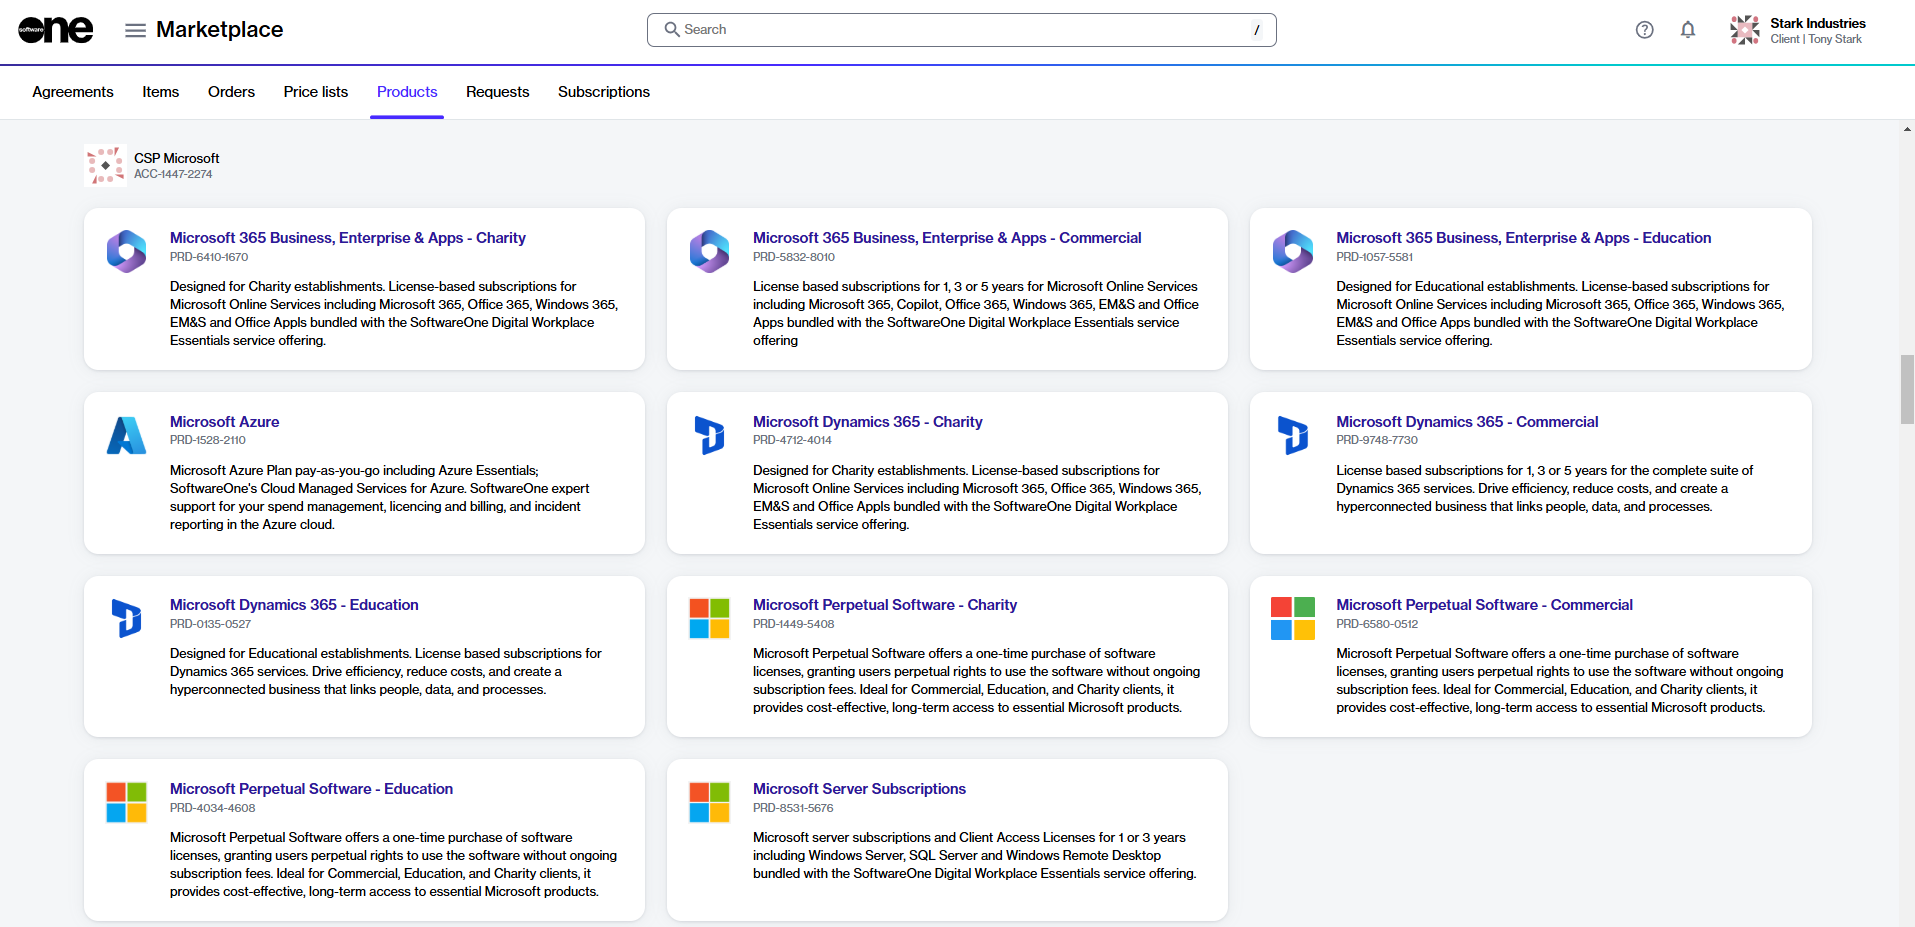 software
one
Marketplace
Search
/
Stark Industries
Client | Tony Stark
Agreements
Items
Orders
Price lists
Products
Requests
Subscriptions
CSP Microsoft
ACC-1447-2274
Microsoft 365 Business, Enterprise & Apps - Charity
PRD-6410-1670
Designed for Charity establishments. License-based subscriptions for
Microsoft Online Services including Microsoft 365, Office 365, Windows 365,
EM&S and Office Appls bundled with the SoftwareOne Digital Workplace
Essentials service offering.
Microsoft 365 Business, Enterprise & Apps - Commercial
PRD-5832-8010
License based subscriptions for 1, 3 or 5 years for Microsoft Online Services
including Microsoft 365, Copilot, Office 365, Windows 365, EM&S and Office
Apps bundled with the SoftwareOne Digital Workplace Essentials service
offering
Microsoft 365 Business, Enterprise & Apps - Education
PRD-1057-5581
Designed for Educational establishments. License-based subscriptions for
Microsoft Online Services including Microsoft 365, Office 365, Windows 365,
EM&S and Office Apps bundled with the SoftwareOne Digital Workplace
Essentials service offering.
Microsoft Azure
PRD-1528-2110
Microsoft Azure Plan pay-as-you-go including Azure Essentials;
SoftwareOne's Cloud Managed Services for Azure. SoftwareOne expert
support for your spend management, licencing and billing, and incident
reporting in the Azure cloud.
Microsoft Dynamics 365 - Charity
PRD-4712-4014
Designed for Charity establishments. License-based subscriptions for
Microsoft Online Services including Microsoft 365, Office 365, Windows 365,
EM&S and Office Appls bundled with the SoftwareOne Digital Workplace
Essentials service offering.
Microsoft Dynamics 365 - Commercial
PRD-9748-7730
License based subscriptions for 1, 3 or 5 years for the complete suite of
Dynamics 365 services. Drive efficiency, reduce costs, and create a
hyperconnected business that links people, data, and processes.
Microsoft Dynamics 365 - Education
PRD-0135-0527
Designed for Educational establishments. License based subscriptions for
Dynamics 365 services. Drive efficiency, reduce costs, and create a
hyperconnected business that links people, data, and processes.
Microsoft Perpetual Software - Charity
PRD-1449-5408
Microsoft Perpetual Software offers a one-time purchase of software
licenses, granting users perpetual rights to use the software without ongoing
subscription fees. Ideal for Commercial, Education, and Charity clients, it
provides cost-effective, long-term access to essential Microsoft products.
Microsoft Perpetual Software - Commercial
PRD-6580-0512
Microsoft Perpetual Software offers a one-time purchase of software
licenses, granting users perpetual rights to use the software without ongoing
subscription fees. Ideal for Commercial, Education, and Charity clients, it
provides cost-effective, long-term access to essential Microsoft products.
Microsoft Perpetual Software - Education
PRD-4034-4608
Microsoft Perpetual Software offers a one-time purchase of software
licenses, granting users perpetual rights to use the software without ongoing
subscription fees. Ideal for Commercial, Education, and Charity clients, it
provides cost-effective, long-term access to essential Microsoft products.
Microsoft Server Subscriptions
PRD-8531-5676
Microsoft server subscriptions and Client Access Licenses for 1 or 3 years
including Windows Server, SQL Server and Windows Remote Desktop
bundled with the SoftwareOne Digital Workplace Essentials service offering.